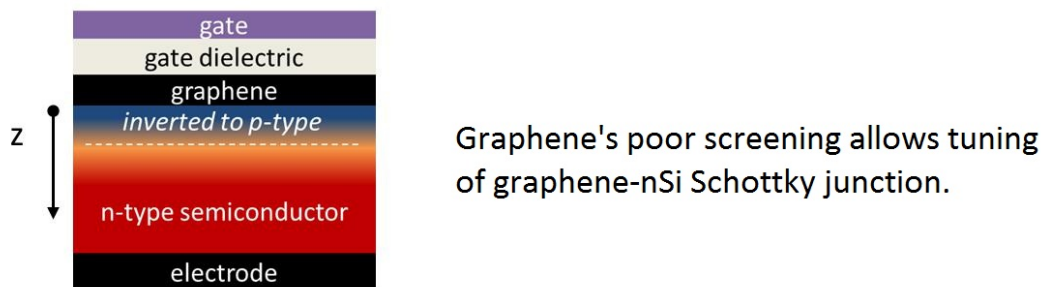 gate
gate dielectric
graphene
z
inverted to p-type
n-type semiconductor
electrode
Graphene's poor screening allows tuning
of graphene-nSi Schottky junction.